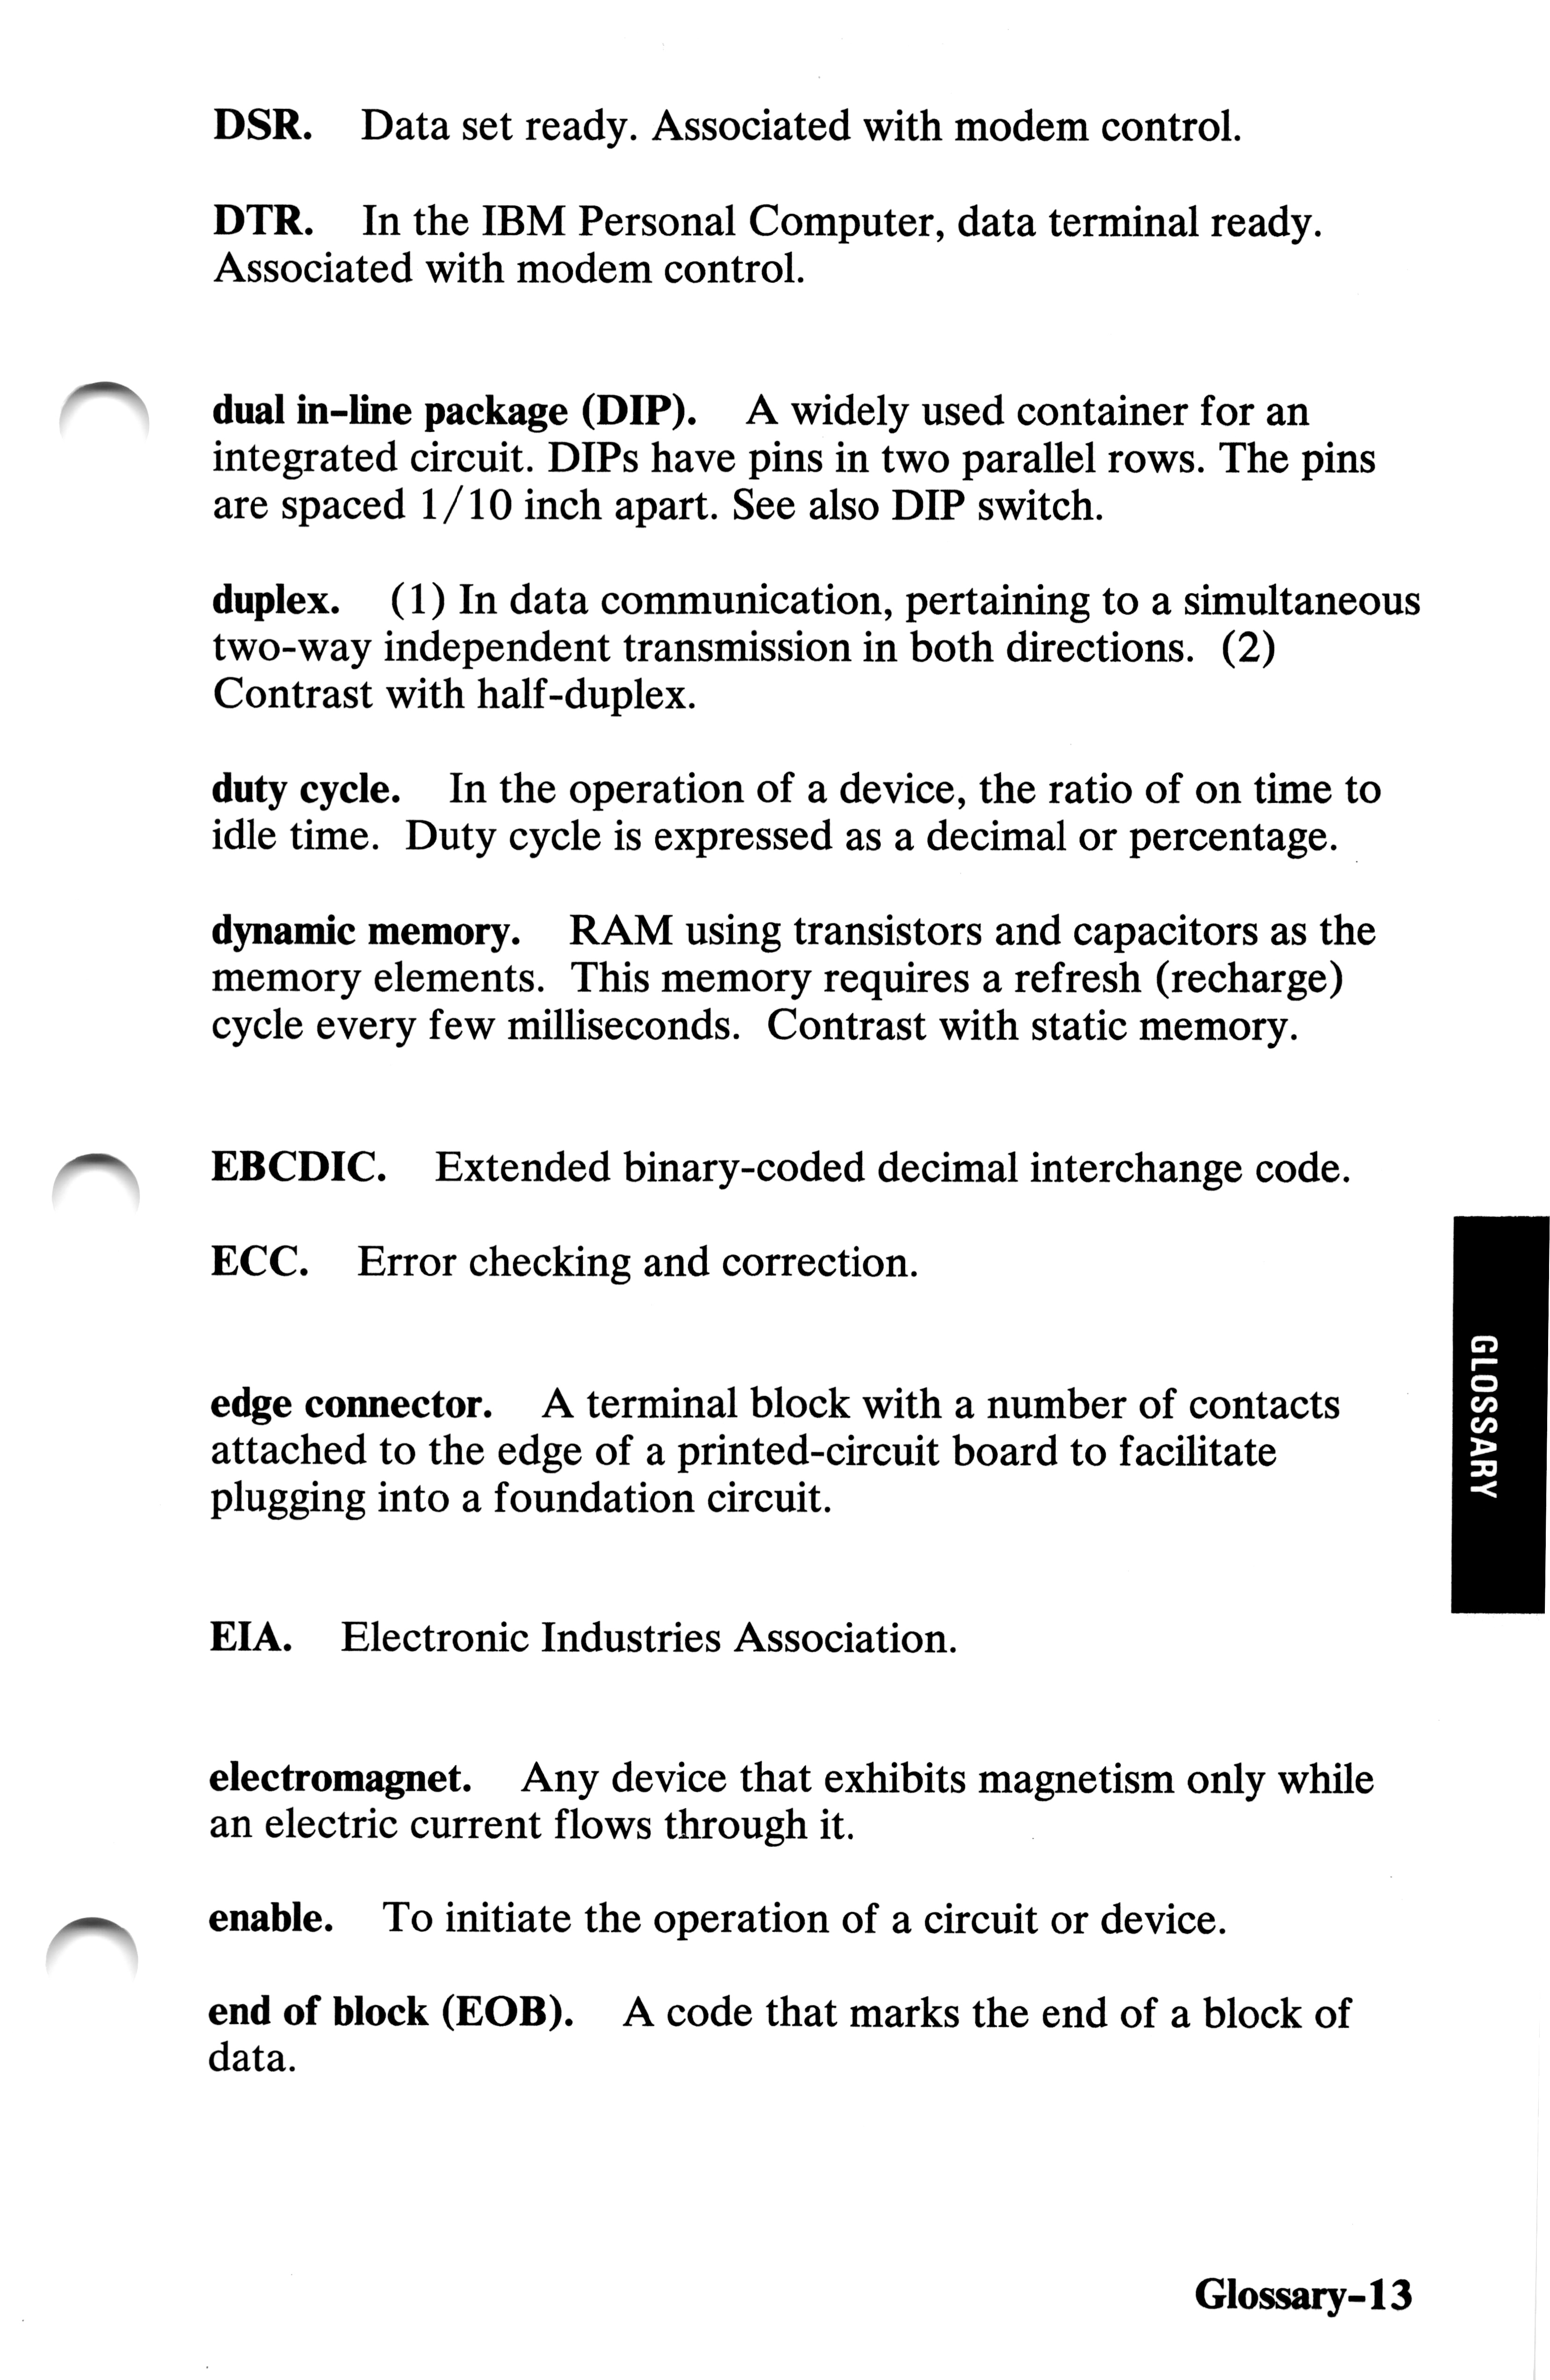 DSR. Data set ready. Associated with modem control.
DTR. In the IBM Personal Computer, data terminal ready.
Associated with modem control.
dual in-line package (DIP). A widely used container for an
integrated circuit. DIPs have pins in two parallel rows. The pins
are spaced 1/10 inch apart. See also DIP switch.
duplex. (1) In data communication, pertaining to a simultaneous
two-way independent transmission in both directions. (2)
Contrast with half-duplex.
duty cycle. In the operation of a device, the ratio of on time to
idle time. Duty cycle is expressed as a decimal or percentage.
dynamic memory. RAM using transistors and capacitors as the
memory elements. This memory requires a refresh (recharge)
cycle every few milliseconds. Contrast with static memory.
EBCDIC. Extended binary-coded decimal interchange code.
ECC. Error checking and correction.
edge connector. A terminal block with a number of contacts
attached to the edge of a printed-circuit board to facilitate
plugging into a foundation circuit.
EIA. Electronic Industries Association.
electromagnet. Any device that exhibits magnetism only while
an electric current flows through it.
enable. To initiate the operation of a circuit or device.
end of block (EOB). A code that marks the end of a block of
data.
GLOSSARY
Glossary-13